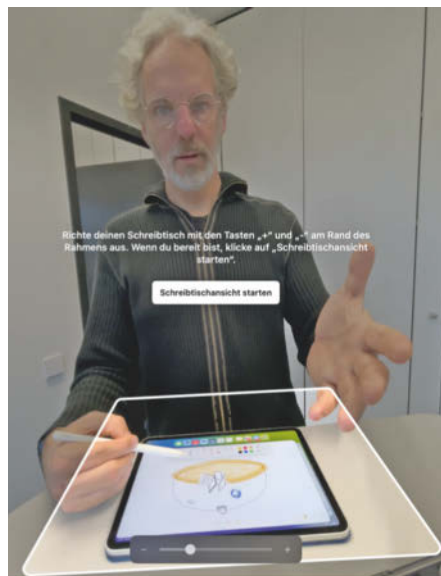 Richte deinen Schreibtisch mit den Tasten „+“ und „-“ am Rand des
Rahmens aus. Wenn du bereit bist, klicke auf „Schreibtischansicht
starten“.
Schreibtischansicht starten
- +